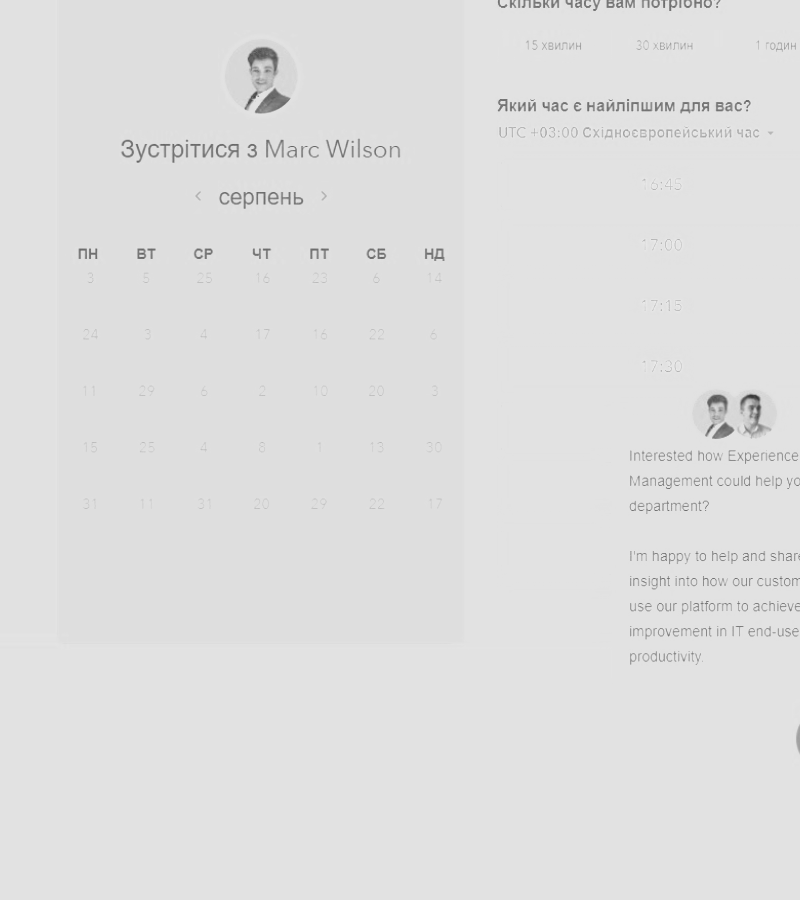 Зустрітися з Marc Wilson
серпень
ПН ВТ СР ЧТ ПТ СБ НД
3 5 25 16 23 6 14
24 3 4 17 16 22 6
11 29 6 2 10 20 3
15 25 4 8 1 13 30
31 11 31 20 29 22 17
Скільки часу вам потрібно?
15 хвилин 30 хвилин 1 годин
Який час є найліпшим для вас?
UTC +03:00 Східноєвропейський час
16:45
17:00
17:15
17:30
Interested how Experience
Management could help yo
department?
I'm happy to help and share
insight into how our custom
use our platform to achieve
improvement in IT end-use
productivity.